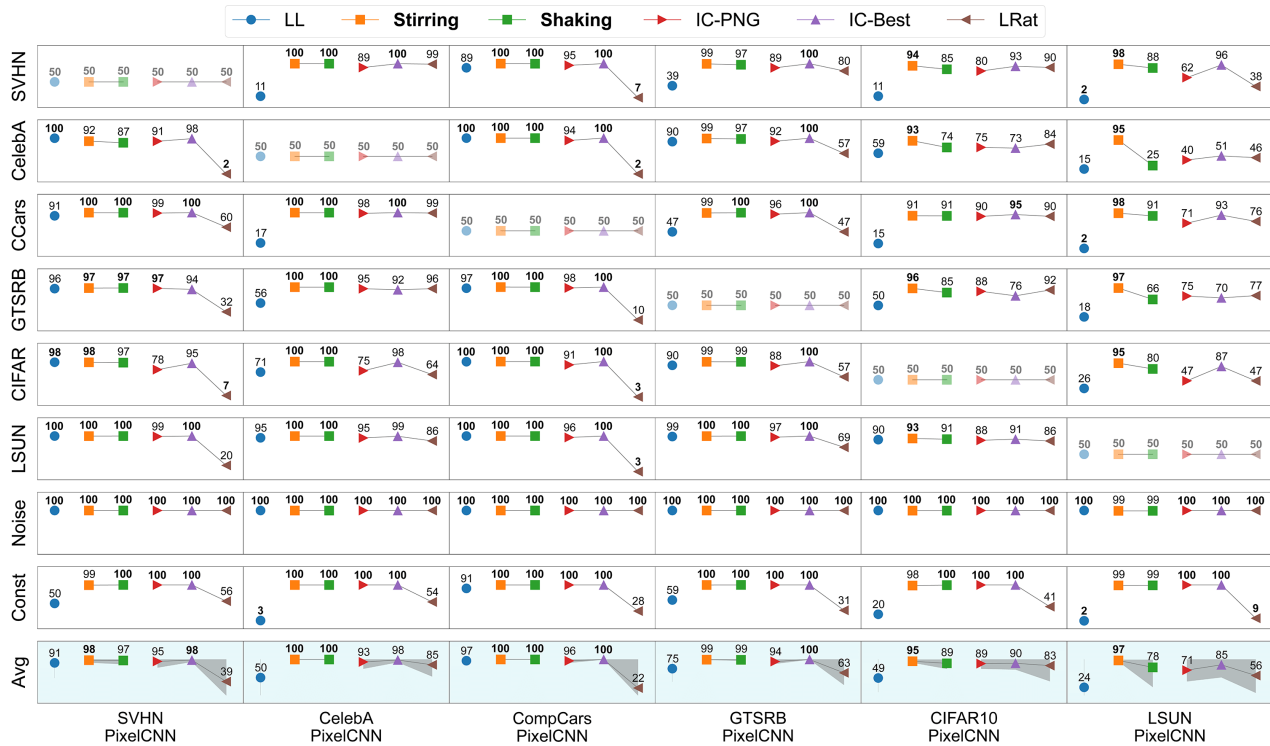 LL Stirring Shaking IC-PNG IC-Best LRat
SVHN
50 50 50 50 50 50
11 100 100 89 100 99
89 100 100 95 100 7
39 99 97 89 100 80
11 94 85 80 93 90
2 98 88 62 96 38
CelebA
100 92 87 91 98 2
50 50 50 50 50 50
100 100 100 94 100 2
90 99 97 92 100 57
59 93 74 75 73 84
15 95 25 40 51 46
CCars
91 100 100 99 100 60
17 100 100 98 100 99
50 50 50 50 50 50
47 99 100 96 100 47
15 91 91 90 95 90
2 98 91 71 93 76
GTSRB
96 97 97 97 94 32
56 100 100 95 92 96
97 100 100 98 100 10
50 50 50 50 50 50
50 96 85 88 76 92
18 97 66 75 70 77
CIFAR
98 98 97 78 95 7
71 100 100 75 98 64
100 100 100 91 100 3
90 99 99 88 100 57
50 50 50 50 50 50
26 95 80 47 87 47
LSUN
100 100 100 99 100 20
95 100 100 95 99 86
100 100 100 96 100 3
99 100 100 97 100 69
90 93 91 88 91 86
50 50 50 50 50 50
Noise
100 100 100 100 100 100
100 100 100 100 100 100
100 100 100 100 100 100
100 100 100 100 100 100
100 100 100 100 100 100
100 99 99 100 100 100
Const
50 99 100 100 100 56
3 100 100 100 100 54
91 100 100 100 100 28
59 100 100 100 100 31
20 98 100 100 100 41
2 99 99 100 100 9
Avg
91 98 97 95 98 39
50 100 100 93 98 85
97 100 100 96 100 22
75 99 99 94 100 63
49 95 89 89 90 83
24 97 78 71 85 56
SVHN
PixelCNN
CelebA
PixelCNN
CompCars
PixelCNN
GTSRB
PixelCNN
CIFAR10
PixelCNN
LSUN
PixelCNN